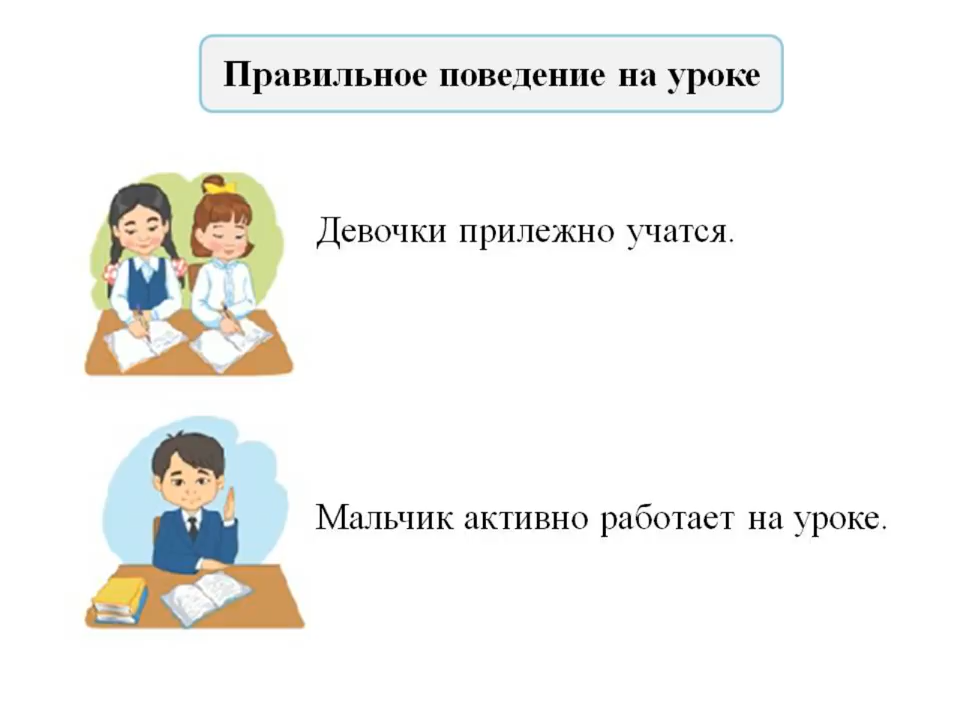 Правильное поведение на уроке
Девочки прилежно учатся.
Мальчик активно работает на уроке.